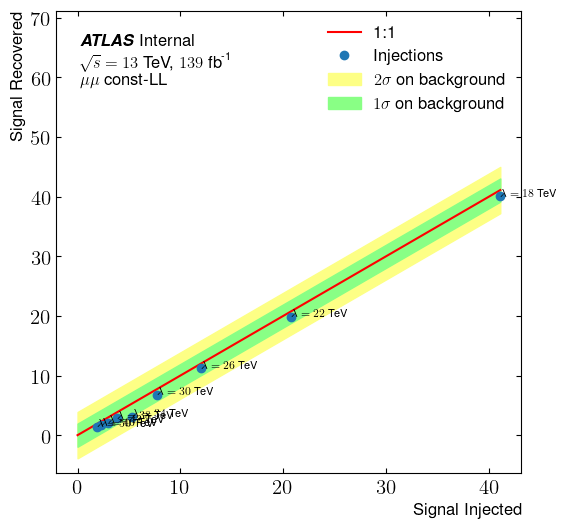 ATLAS Internal
√s = 13 TeV, 139 fb⁻¹
μμ const-LL
1:1
Injections
2σ on background
1σ on background
Signal Recovered
70
60
50
40
30
20
10
0
λ = 18 TeV
λ = 22 TeV
λ = 26 TeV
λ = 30 TeV
0
10
20
30
40
Signal Injected